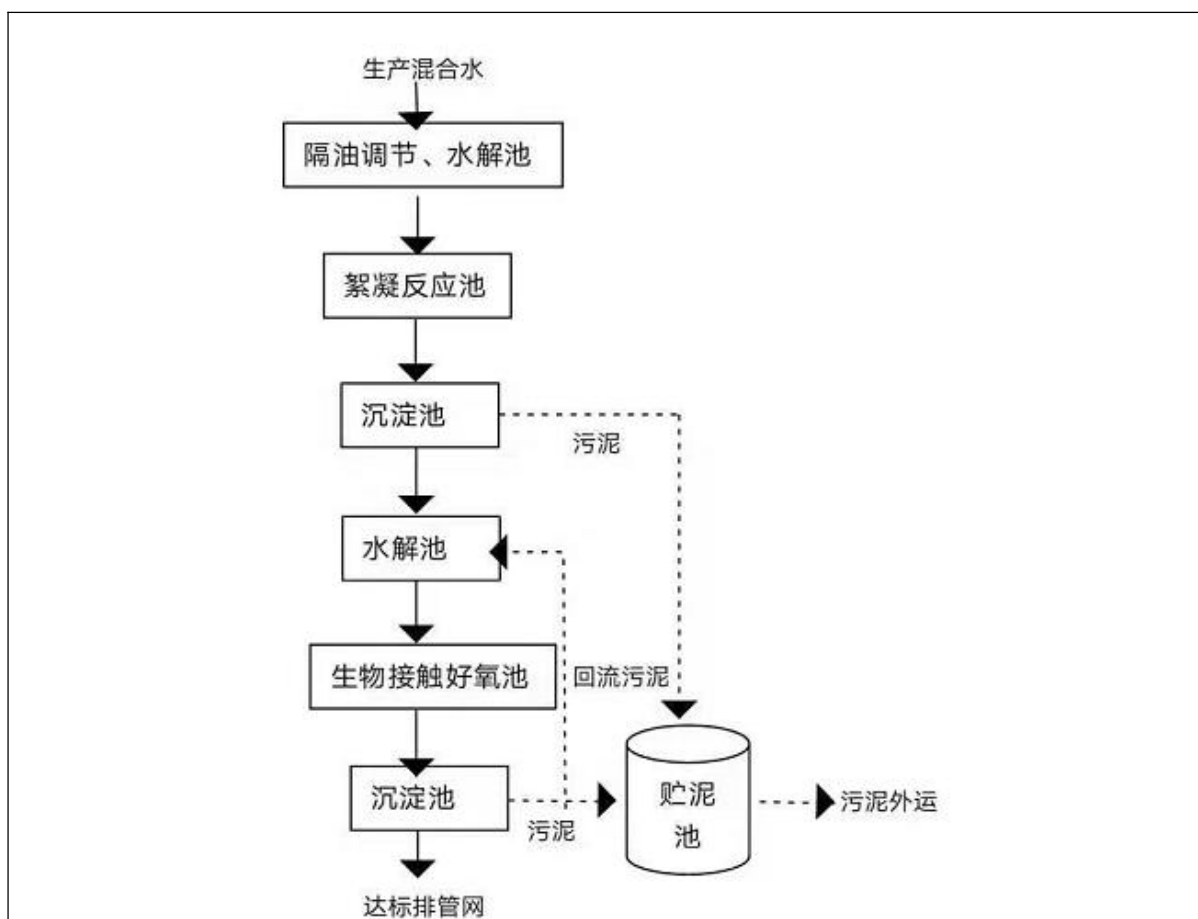 生产混合水
隔油调节、水解池
絮凝反应池
沉淀池
污泥
水解池
生物接触好氧池
回流污泥
沉淀池
污泥
贮泥
池
污泥外运
达标排管网